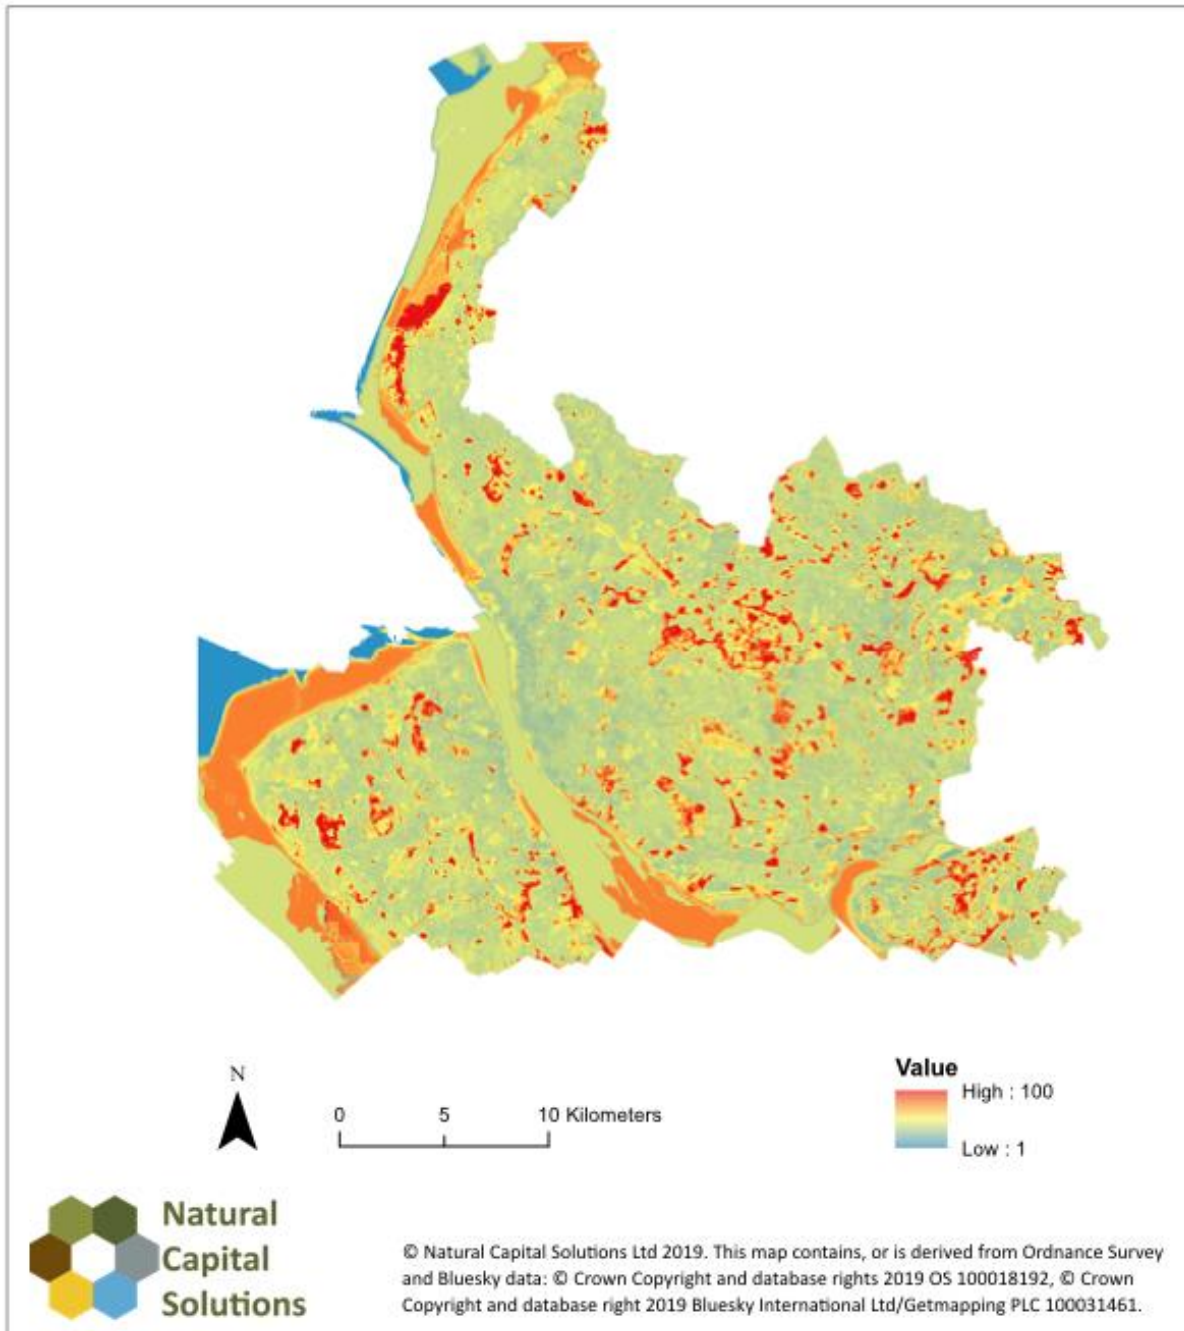 N
0 5 10 Kilometers
Value
High : 100
Low : 1
Natural
Capital
Solutions
© Natural Capital Solutions Ltd 2019. This map contains, or is derived from Ordnance Survey
and Bluesky data: © Crown Copyright and database rights 2019 OS 100018192, © Crown
Copyright and database right 2019 Bluesky International Ltd/Getmapping PLC 100031461.